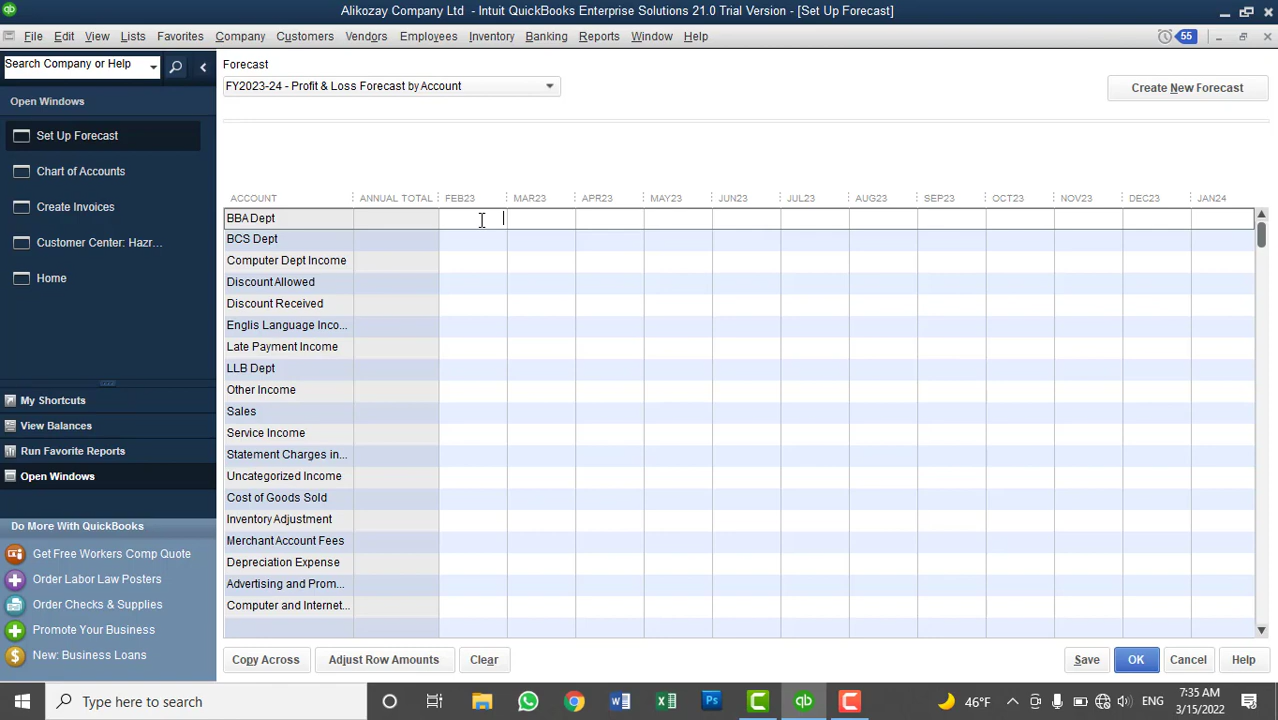 Alikozay Company Ltd - Intuit QuickBooks Enterprise Solutions 21.0 Trial Version - [Set Up Forecast]
File Edit View Lists Favorites Company Customers Vendors Employees Inventory Banking Reports Window Help 55
Search Company or Help
Forecast
FY2023-24 - Profit & Loss Forecast by Account
Create New Forecast
Open Windows
Set Up Forecast
Chart of Accounts
Create Invoices
Customer Center: Hazr...
Home
My Shortcuts
View Balances
Run Favorite Reports
Open Windows
Do More With QuickBooks
Get Free Workers Comp Quote
Order Labor Law Posters
Order Checks & Supplies
Promote Your Business
New: Business Loans
ACCOUNT ANNUAL TOTAL FEB23 MAR23 APR23 MAY23 JUN23 JUL23 AUG23 SEP23 OCT23 NOV23 DEC23 JAN24
BBA Dept
BCS Dept
Computer Dept Income
Discount Allowed
Discount Received
Englis Language Inco...
Late Payment Income
LLB Dept
Other Income
Sales
Service Income
Statement Charges in...
Uncategorized Income
Cost of Goods Sold
Inventory Adjustment
Merchant Account Fees
Depreciation Expense
Advertising and Prom...
Computer and Internet...
Copy Across Adjust Row Amounts Clear Save OK Cancel Help
Type here to search
46°F
ENG
7:35 AM
3/15/2022